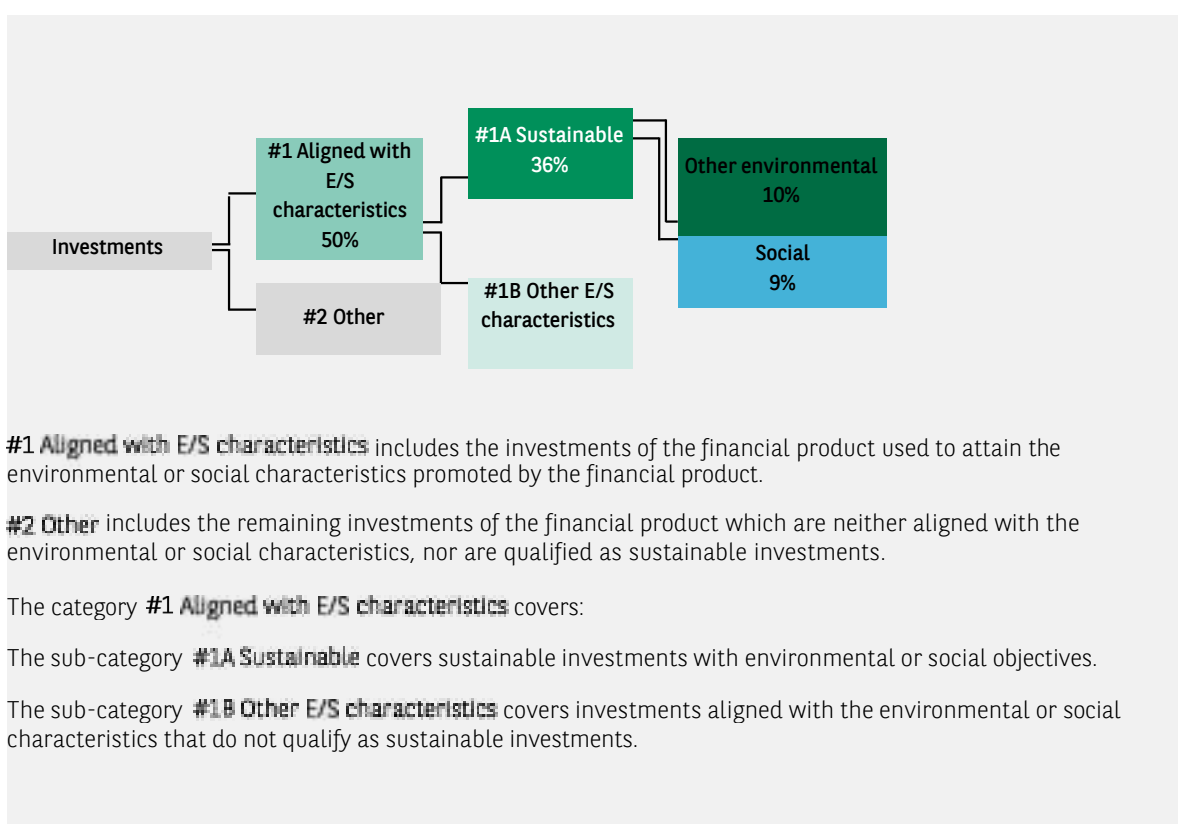 #1A Sustainable
36%
#1 Aligned with
E/S
characteristics
50%
Other environmental
10%
Investments
Social
9%
#1B Other E/S
characteristics
#2 Other
#1 Aligned with E/S characteristics includes the investments of the financial product used to attain the
environmental or social characteristics promoted by the financial product.
#2 Other includes the remaining investments of the financial product which are neither aligned with the
environmental or social characteristics, nor are qualified as sustainable investments.
The category #1 Aligned with E/S characteristics covers:
The sub-category #1A Sustainable covers sustainable investments with environmental or social objectives.
The sub-category #1B Other E/S characteristics covers investments aligned with the environmental or social
characteristics that do not qualify as sustainable investments.